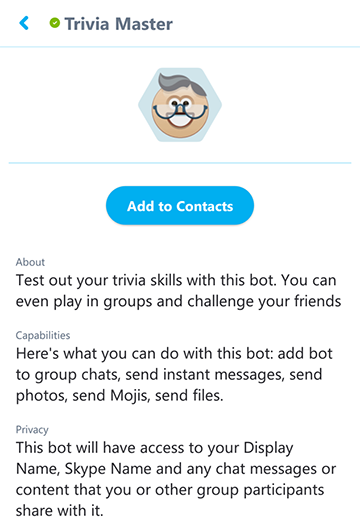 Trivia Master
Add to Contacts
About
Test out your trivia skills with this bot. You can
even play in groups and challenge your friends
Capabilities
Here's what you can do with this bot: add bot
to group chats, send instant messages, send
photos, send Mojis, send files.
Privacy
This bot will have access to your Display
Name, Skype Name and any chat messages or
content that you or other group participants
share with it.